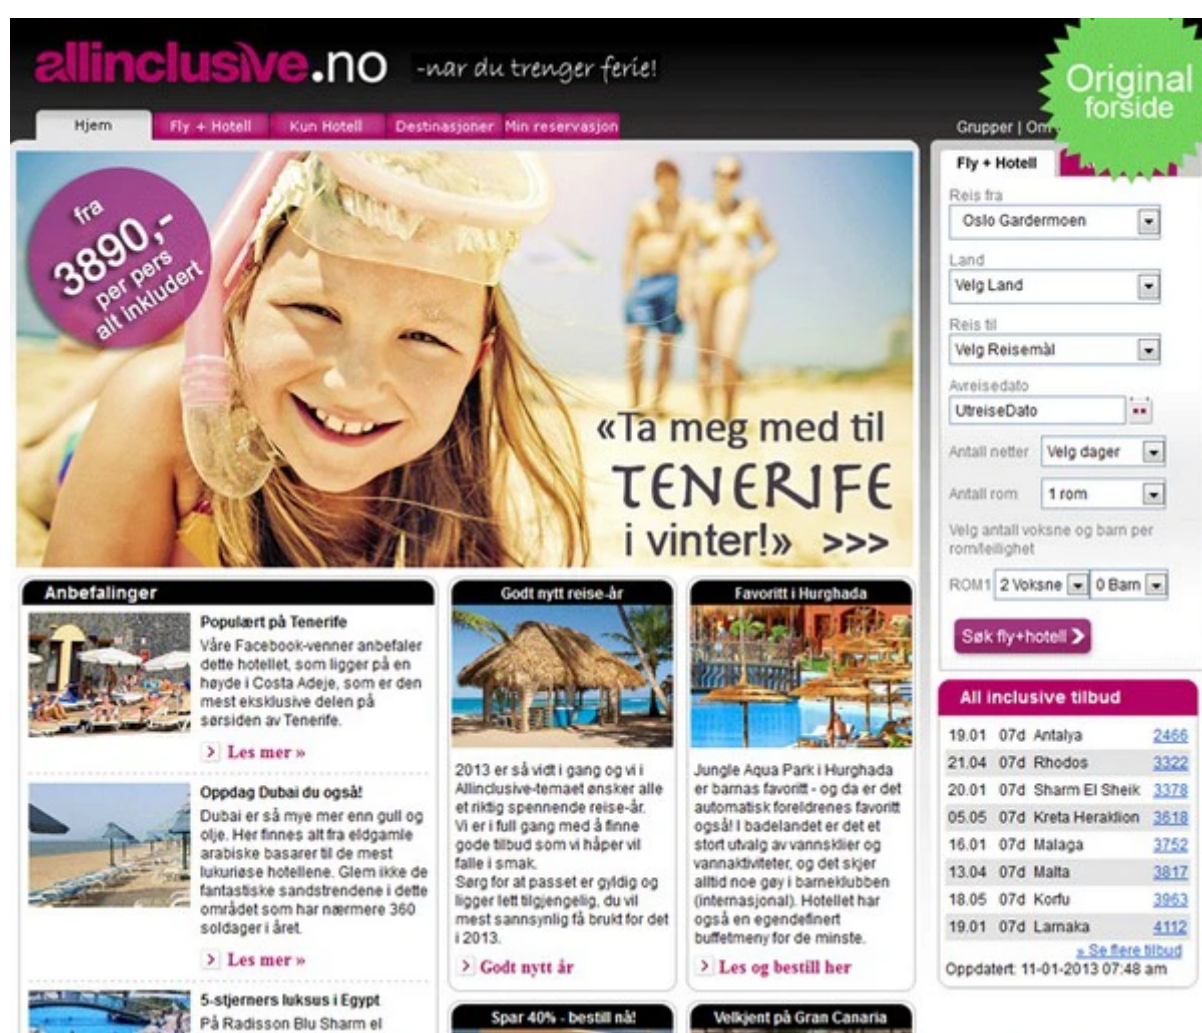 allinclusive.no
-nar du trenger ferie!
Original
forside
Hjem
Fly + Hotell
Kun Hotell
Destinasjoner
Min reservasjon
Grupper | Om
fra
3890,-
per pers
alt inkludert
«Ta meg med til
TENERIFE
i vinter!» >>>
Fly + Hotell
Reis fra
Oslo Gardermoen
Land
Velg Land
Reis til
Velg Reisemål
Avreisedato
UtreiseDato
Antall netter Velg dager
Antall rom 1 rom
Velg antall voksne og barn per
rom/leilighet
ROM1 2 Voksne 0 Barn
Søk fly+hotell
All inclusive tilbud
19.01 07d Antalya 2466
21.04 07d Rhodos 3322
20.01 07d Sharm El Sheik 3378
05.05 07d Kreta Heraklion 3618
16.01 07d Malaga 3752
13.04 07d Malta 3817
18.05 07d Korfu 3963
19.01 07d Larnaka 4112
» Se flere tilbud
Oppdatert: 11-01-2013 07:48 am
Anbefalinger
Populært på Tenerife
Våre Facebook-venner anbefaler
dette hotellet, som ligger på en
høyde i Costa Adeje, som er den
mest eksklusive delen på
sørsiden av Tenerife.
Les mer »
Oppdag Dubai du også!
Dubai er så mye mer enn gull og
olje. Her finnes alt fra eldgamle
arabiske basarer til de mest
lukuriøse hotellene. Glem ikke de
fantastiske sandstrendene i dette
området som har nærmere 360
soldager i året.
Les mer »
5-stjerners luksus i Egypt
På Radisson Blu Sharm el
Godt nytt reise-år
2013 er så vidt i gang og vi i
Allinclusive-temaet ønsker alle
et riktig spennende reise-år.
Vi er i full gang med å finne
gode tilbud som vi håper vil
falle i smak.
Sørg for at passet er gyldig og
ligger lett tilgjengelig, du vil
mest sannsynlig få brukt for det
i 2013.
Godt nytt år
Spar 40% - bestill nå!
Favoritt i Hurghada
Jungle Aqua Park i Hurghada
er barnas favoritt - og da er det
automatisk foreldrenes favoritt
også! I badelandet er det et
stort utvalg av vannsklier og
vannaktiviteter, og det skjer
alltid noe gøy i barneklubben
(internasjonal). Hotellet har
også en egendefinert
buffetmeny for de minste.
Les og bestill her
Velkjent på Gran Canaria